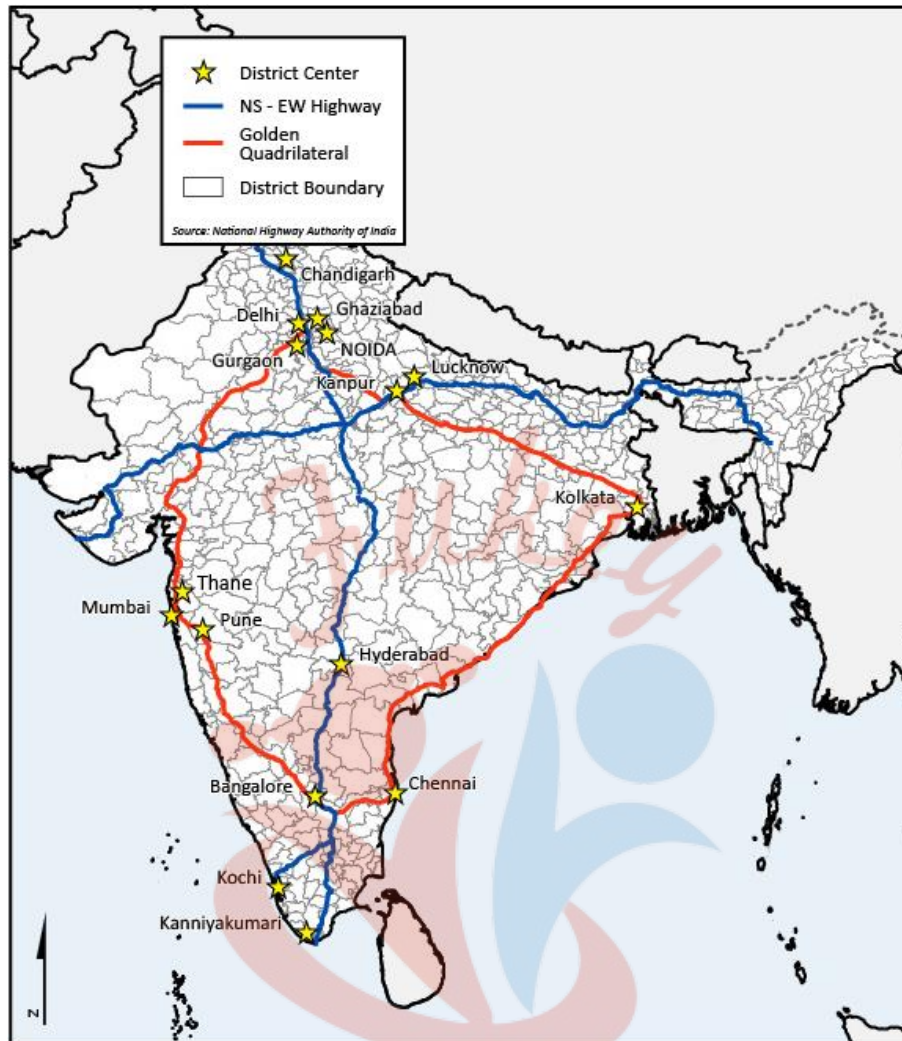 District Center
NS - EW Highway
Golden
Quadrilateral
District Boundary
Source: National Highway Authority of India
Chandigarh
Ghaziabad
Delhi
NOIDA
Gurgaon
Lucknow
Kanpur
Kolkata
Thane
Mumbai
Pune
Hyderabad
Bangalore
Chennai
Kochi
Kanniyakumari
N